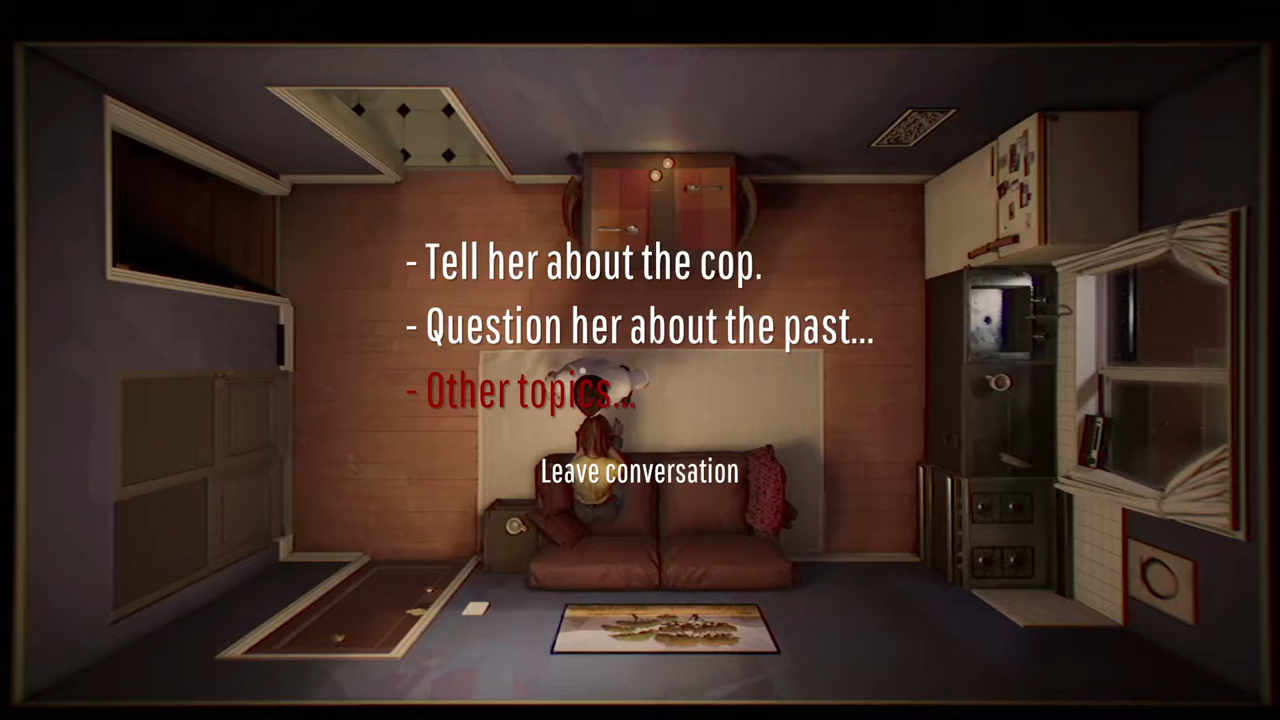 - Tell her about the cop.
- Question her about the past...
- Other topics...
Leave conversation